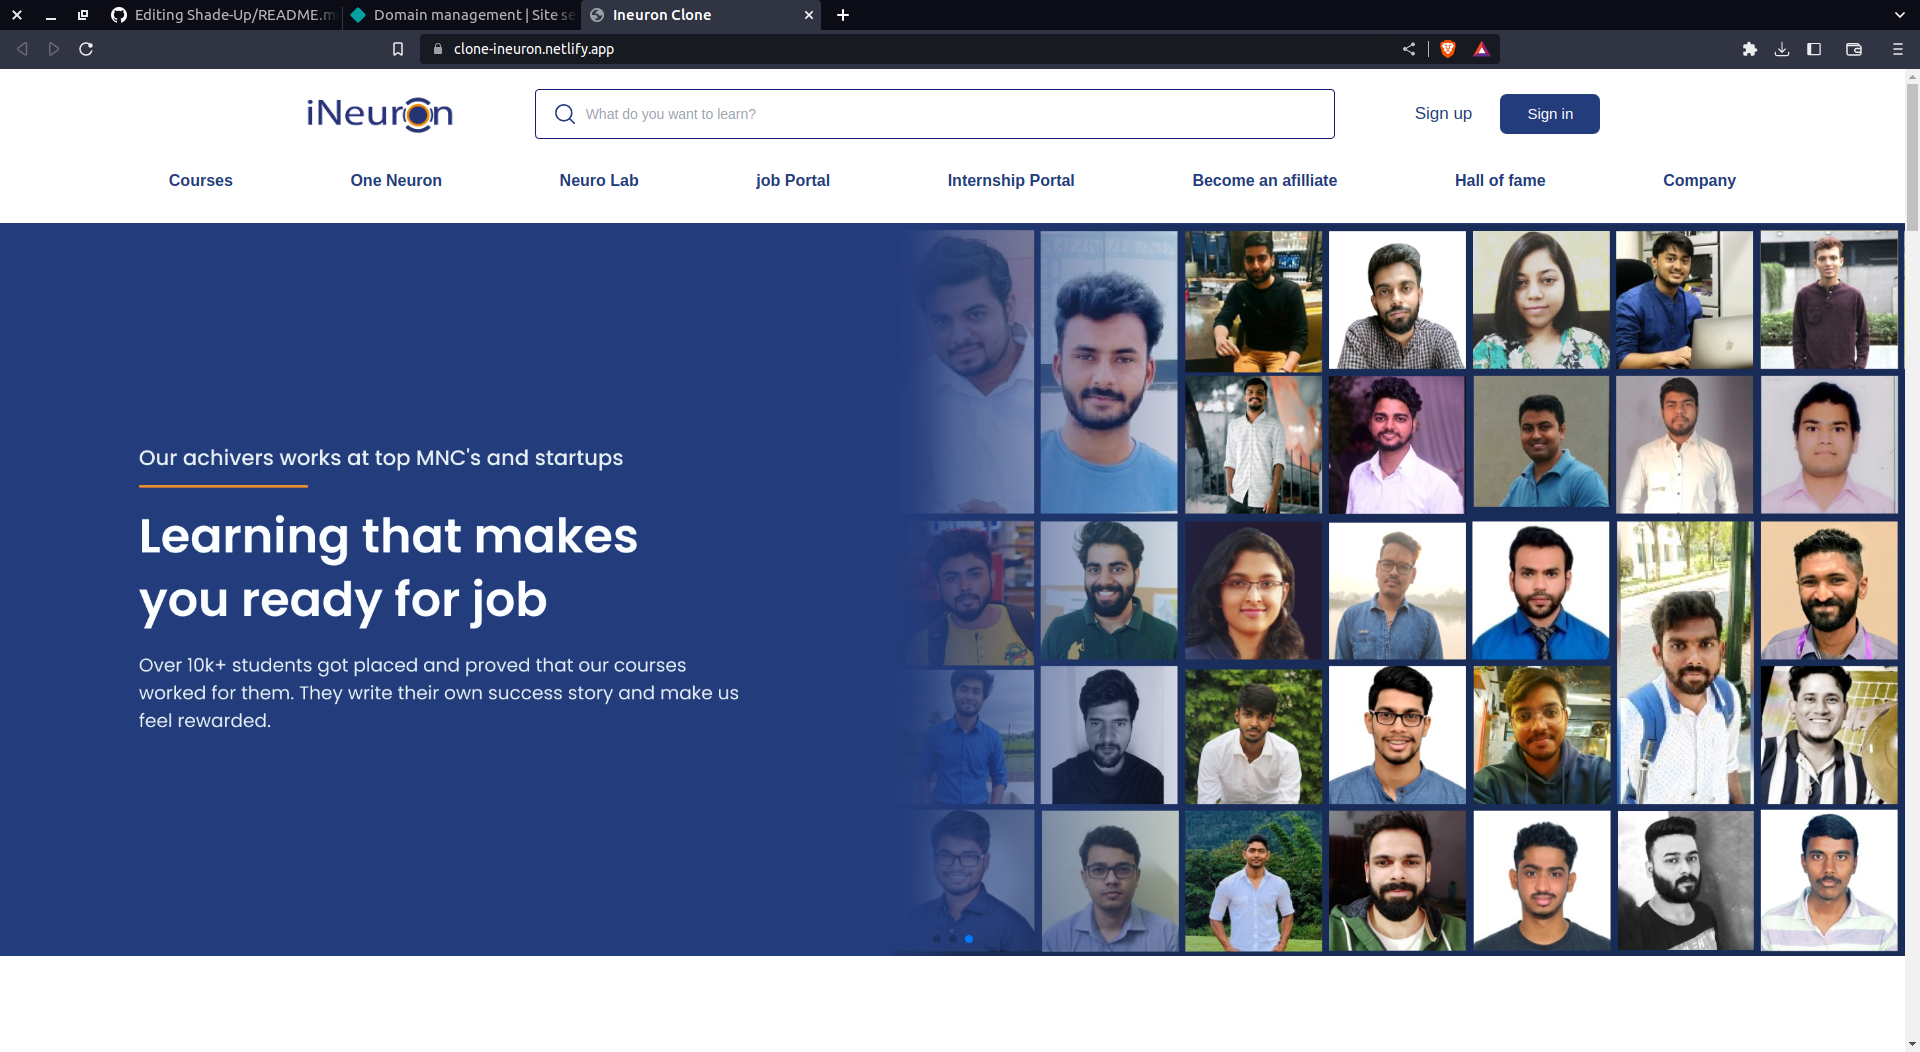 Editing Shade-Up/README.m
Domain management | Site se
Ineuron Clone
clone-ineuron.netlify.app
iNeuron
What do you want to learn?
Sign up
Sign in
Courses
One Neuron
Neuro Lab
job Portal
Internship Portal
Become an afilliate
Hall of fame
Company
Our achivers works at top MNC's and startups
Learning that makes
you ready for job
Over 10k+ students got placed and proved that our courses
worked for them. They write their own success story and make us
feel rewarded.